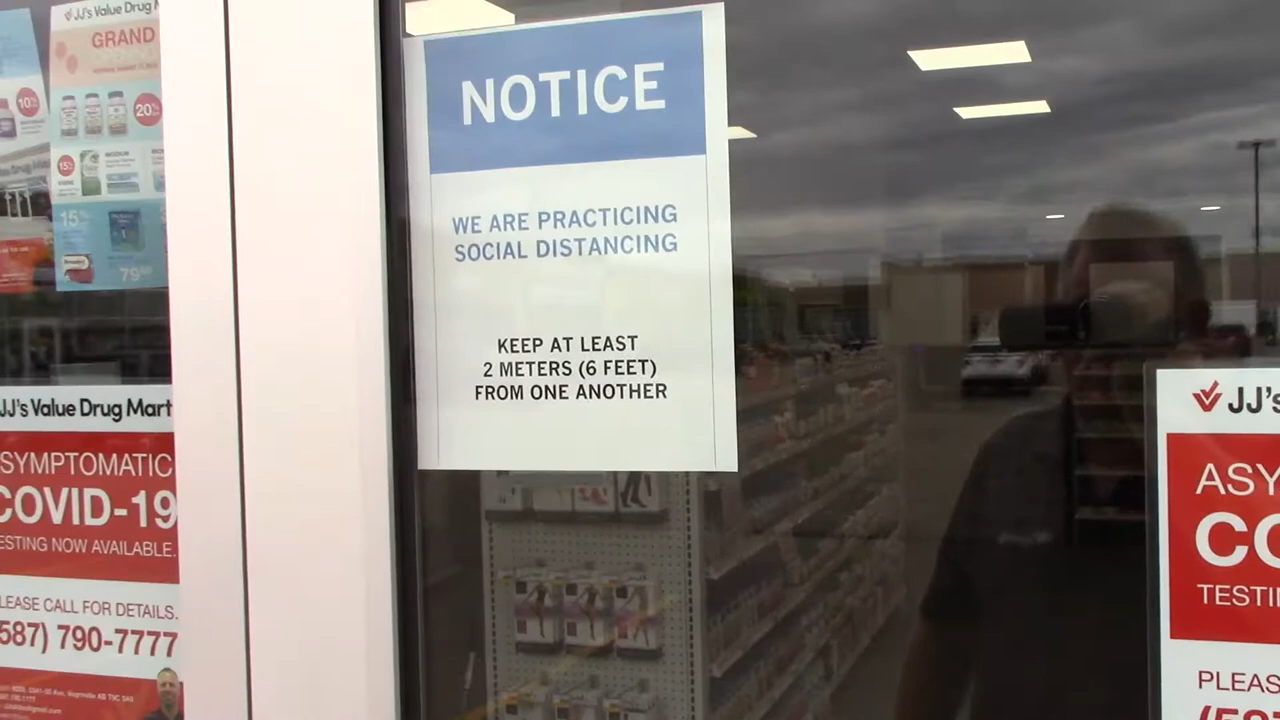 JJ's Value Drug M
GRAND
10%
20%
15%
15%
79
JJ's Value Drug Mart
SYMPTOMATIC
COVID-19
ESTING NOW AVAILABLE.
LEASE CALL FOR DETAILS.
587) 790-7777
NOTICE
WE ARE PRACTICING
SOCIAL DISTANCING
KEEP AT LEAST
2 METERS (6 FEET)
FROM ONE ANOTHER
JJ's
ASY
CO
TESTI
PLEAS